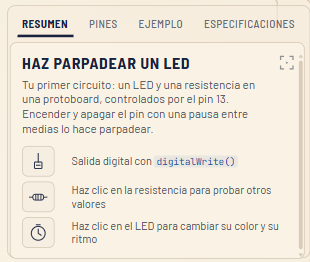 RESUMEN PINES EJEMPLO ESPECIFICACIONES
HAZ PARPADEAR UN LED
Tu primer circuito: un LED y una resistencia en
una protoboard, controlados por el pin 13.
Encender y apagar el pin con una pausa entre
medias lo hace parpadear.
Salida digital con digitalWrite()
Haz clic en la resistencia para probar otros
valores
Haz clic en el LED para cambiar su color y su
ritmo